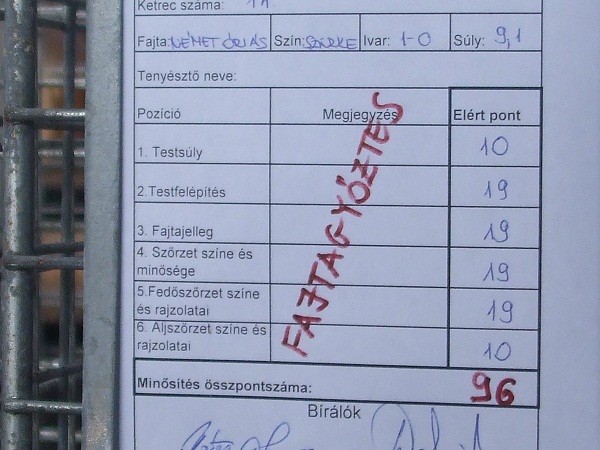 Ketrec száma:
Fajta: NÉMET ÓRIÁS Szín: SZÜRKE Ivar: 1-0 Súly: 9,1
Tenyésztő neve:
Pozíció Megjegyzés Elért pont
1. Testsúly 10
2.Testfelépítés 19
3. Fajtajelleg 19
4. Szőrzet színe és
minősége 19
5.Fedőszőrzet színe
és rajzolatai 19
6. Aljszőrzet színe és
rajzolatai 10
FAJTAGYŐZTES
Minősítés összpontszáma: 96
Bírálók